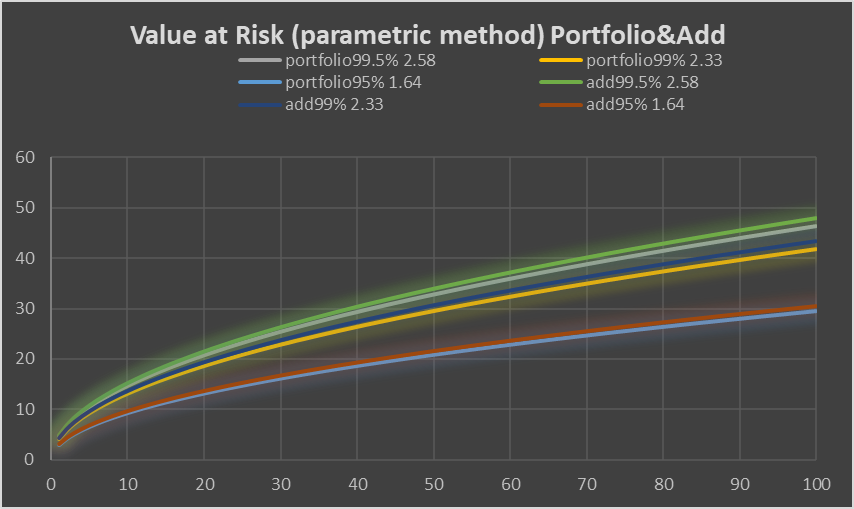 Value at Risk (parametric method) Portfolio&Add
portfolio99.5% 2.58 portfolio99% 2.33
portfolio95% 1.64 add99.5% 2.58
add99% 2.33 add95% 1.64
60
50
40
30
20
10
0
0 10 20 30 40 50 60 70 80 90 100